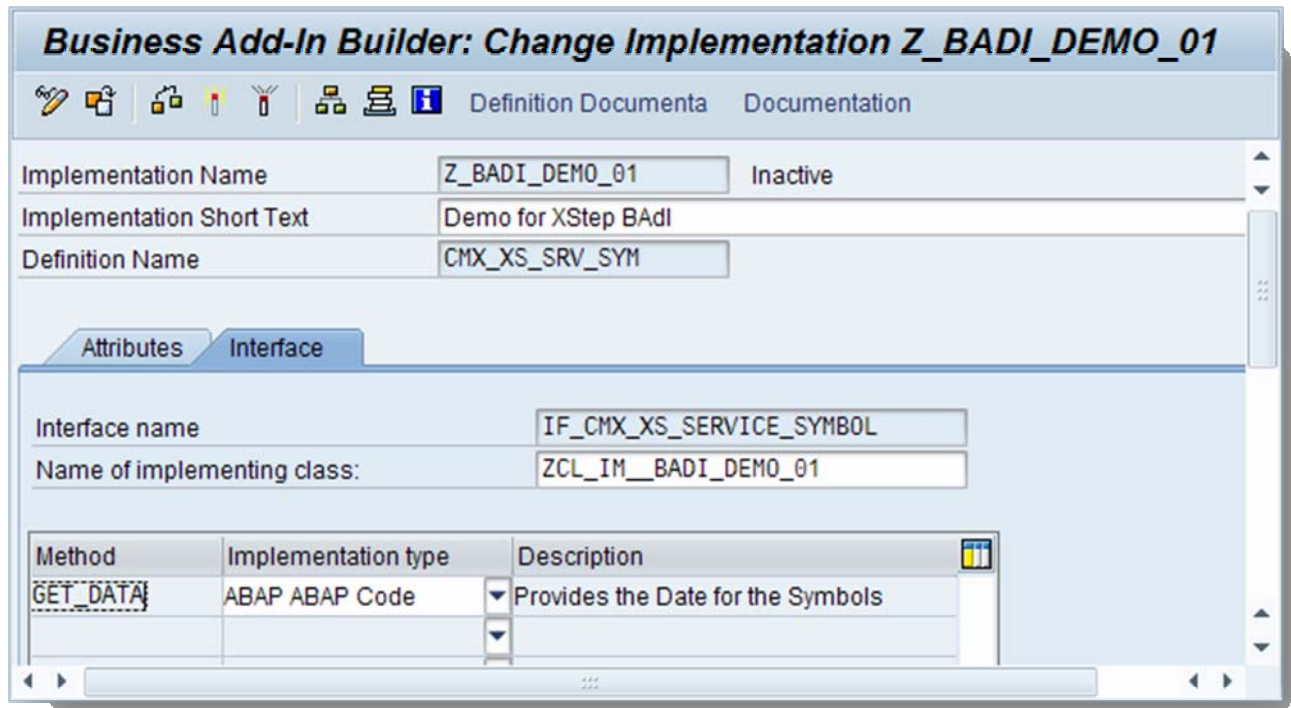 Business Add-In Builder: Change Implementation Z_BADI_DEMO_01
Definition Documenta Documentation
Implementation Name Z_BADI_DEMO_01 Inactive
Implementation Short Text Demo for XStep BAdI
Definition Name CMX_XS_SRV_SYM
Attributes Interface
Interface name IF_CMX_XS_SERVICE_SYMBOL
Name of implementing class: ZCL_IM__BADI_DEMO_01
Method Implementation type Description
GET_DATA ABAP ABAP Code Provides the Date for the Symbols